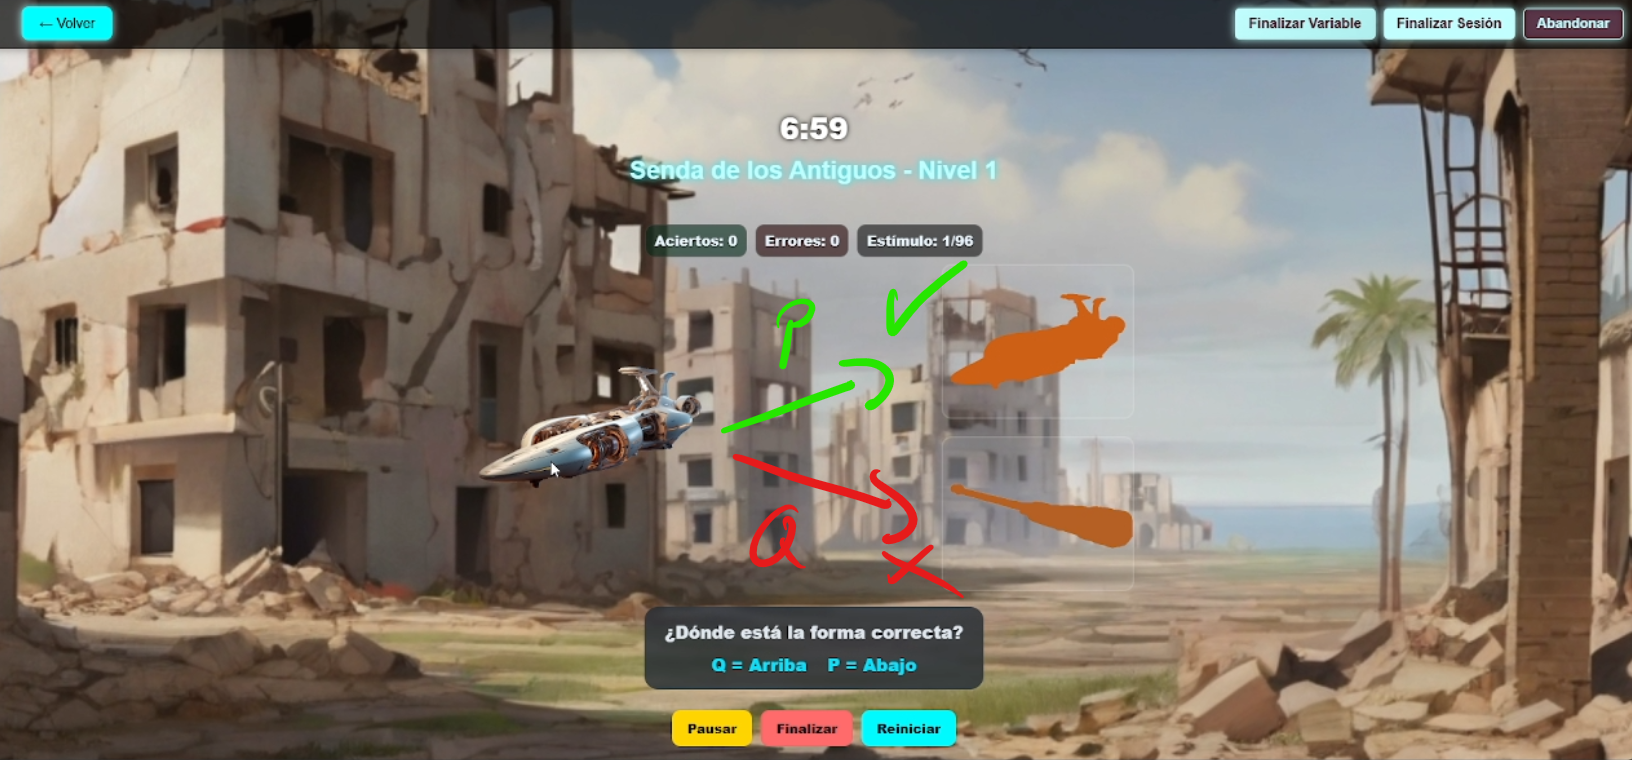 ← Volver
Finalizar Variable
Finalizar Sesión
Abandonar
6:59
Senda de los Antiguos - Nivel 1
Aciertos: 0
Errores: 0
Estímulo: 1/96
P
Q
¿Dónde está la forma correcta?
Q = Arriba P = Abajo
Pausar
Finalizar
Reiniciar